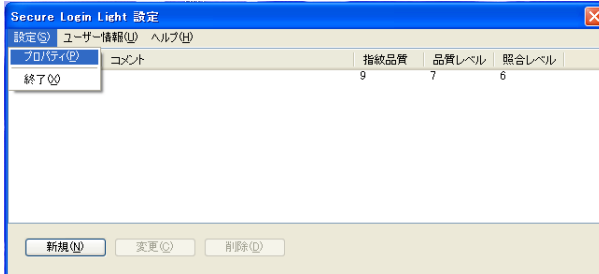 Secure Login Light 設定
設定(S) ユーザー情報(U) ヘルプ(H)
プロパティ(P)
終了(X)
コメント 指紋品質 品質レベル 照合レベル
9 7 6
新規(N) 変更(C) 削除(D)